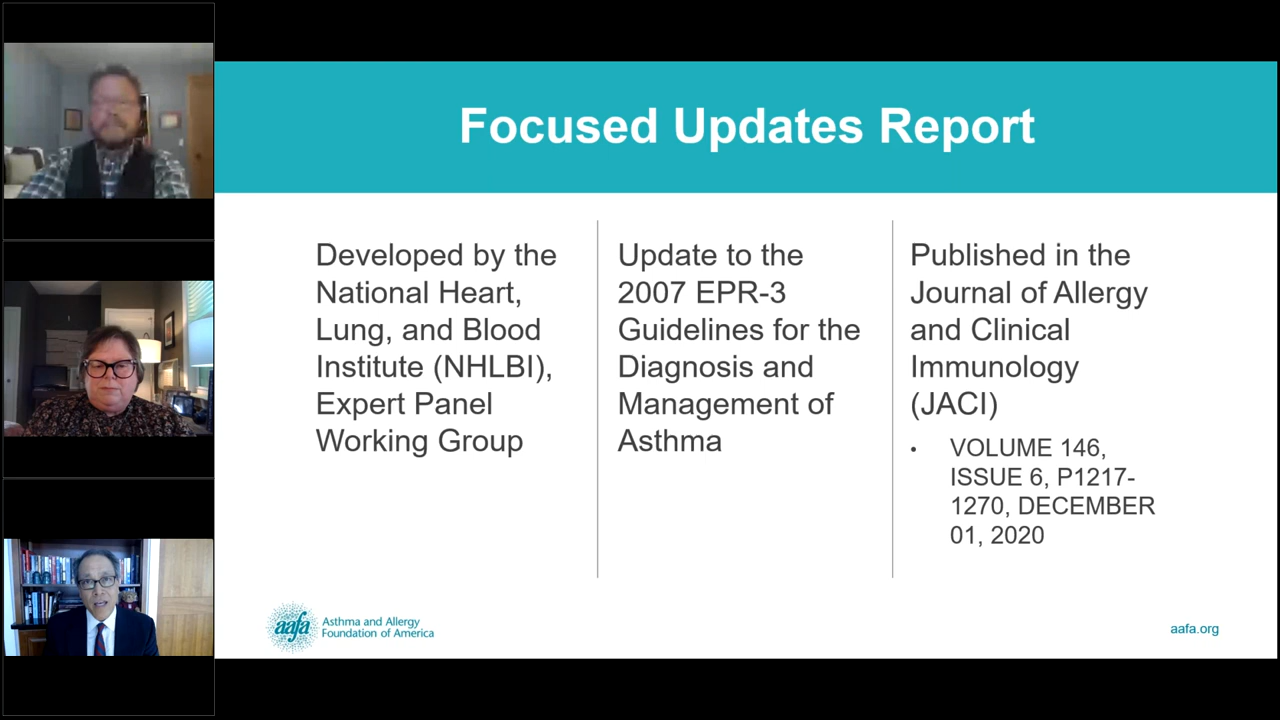 Focused Updates Report
Developed by the
National Heart,
Lung, and Blood
Institute (NHLBI),
Expert Panel
Working Group
Update to the
2007 EPR-3
Guidelines for the
Diagnosis and
Management of
Asthma
Published in the
Journal of Allergy
and Clinical
Immunology
(JACI)
• VOLUME 146,
ISSUE 6, P1217-
1270, DECEMBER
01, 2020
aafa
Asthma and Allergy
Foundation of America
aafa.org